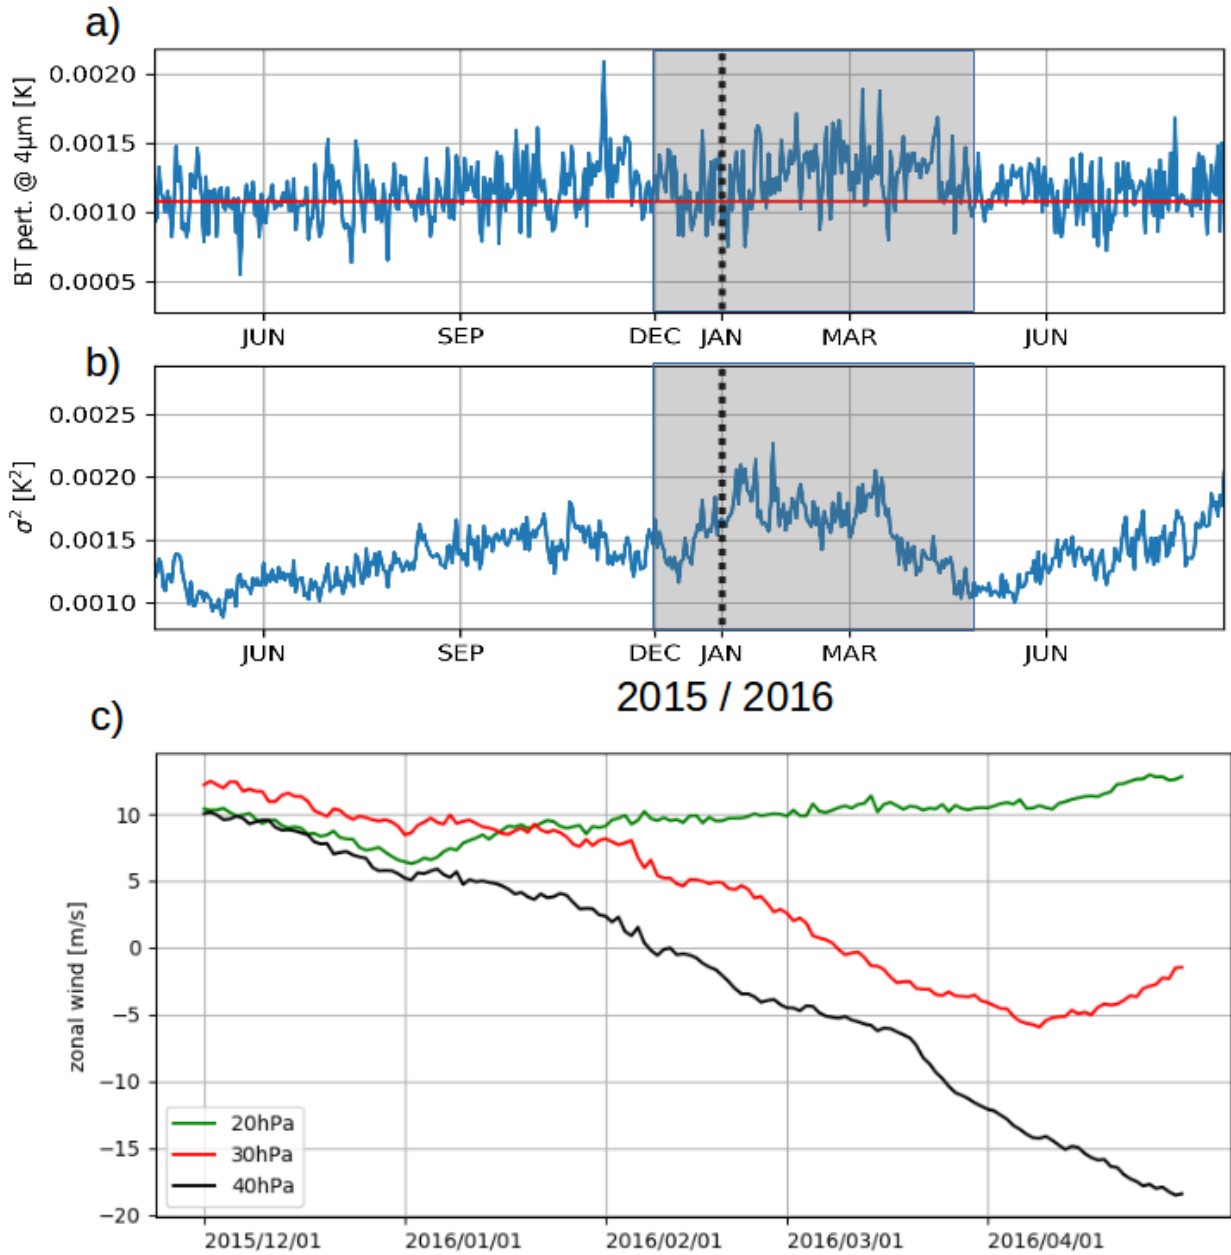 a)
BT pert. @ 4μm [K]
0.0020
0.0015
0.0010
0.0005
JUN SEP DEC JAN MAR JUN
b)
σ² [K²]
0.0025
0.0020
0.0015
0.0010
JUN SEP DEC JAN MAR JUN
2015 / 2016
c)
zonal wind [m/s]
10
5
0
−5
−10
−15
−20
20hPa
30hPa
40hPa
2015/12/01 2016/01/01 2016/02/01 2016/03/01 2016/04/01